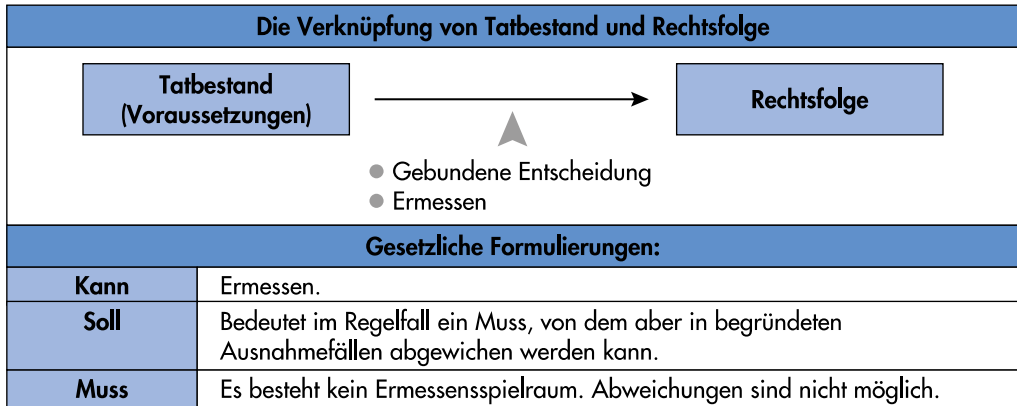 Die Verknüpfung von Tatbestand und Rechtsfolge
Tatbestand
(Voraussetzungen)
Rechtsfolge
● Gebundene Entscheidung
● Ermessen
Gesetzliche Formulierungen:
Kann Ermessen.
Soll Bedeutet im Regelfall ein Muss, von dem aber in begründeten
Ausnahmefällen abgewichen werden kann.
Muss Es besteht kein Ermessensspielraum. Abweichungen sind nicht möglich.